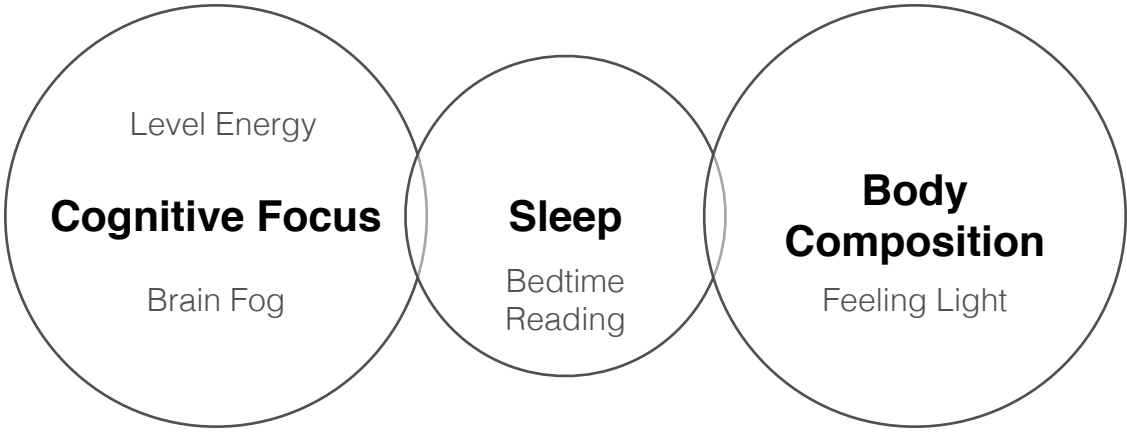 Level Energy
Cognitive Focus
Brain Fog
Sleep
Bedtime
Reading
Body
Composition
Feeling Light